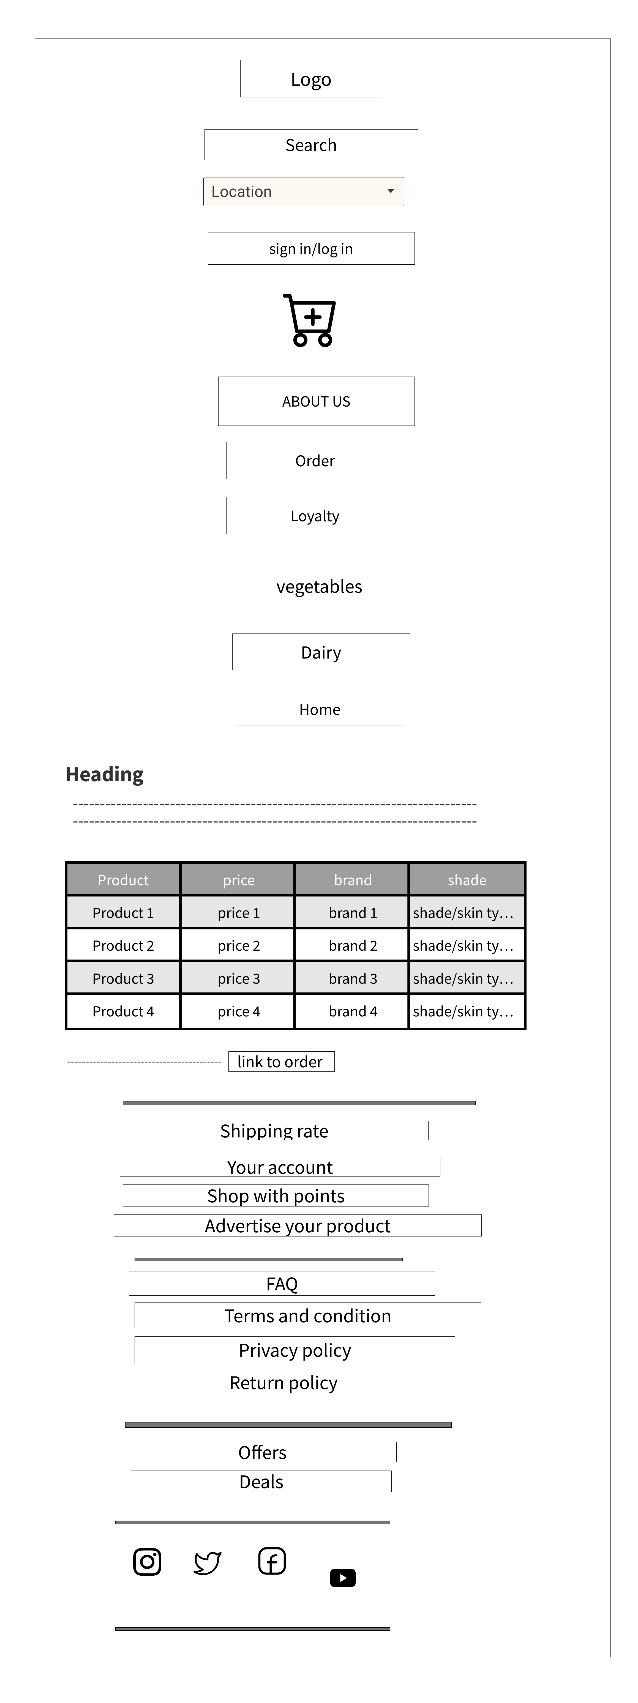 Logo
Search
Location
sign in/log in
ABOUT US
Order
Loyalty
vegetables
Dairy
Home
Heading
Product price brand shade
Product 1 price 1 brand 1 shade/skin ty...
Product 2 price 2 brand 2 shade/skin ty...
Product 3 price 3 brand 3 shade/skin ty...
Product 4 price 4 brand 4 shade/skin ty...
link to order
Shipping rate
Your account
Shop with points
Advertise your product
FAQ
Terms and condition
Privacy policy
Return policy
Offers
Deals